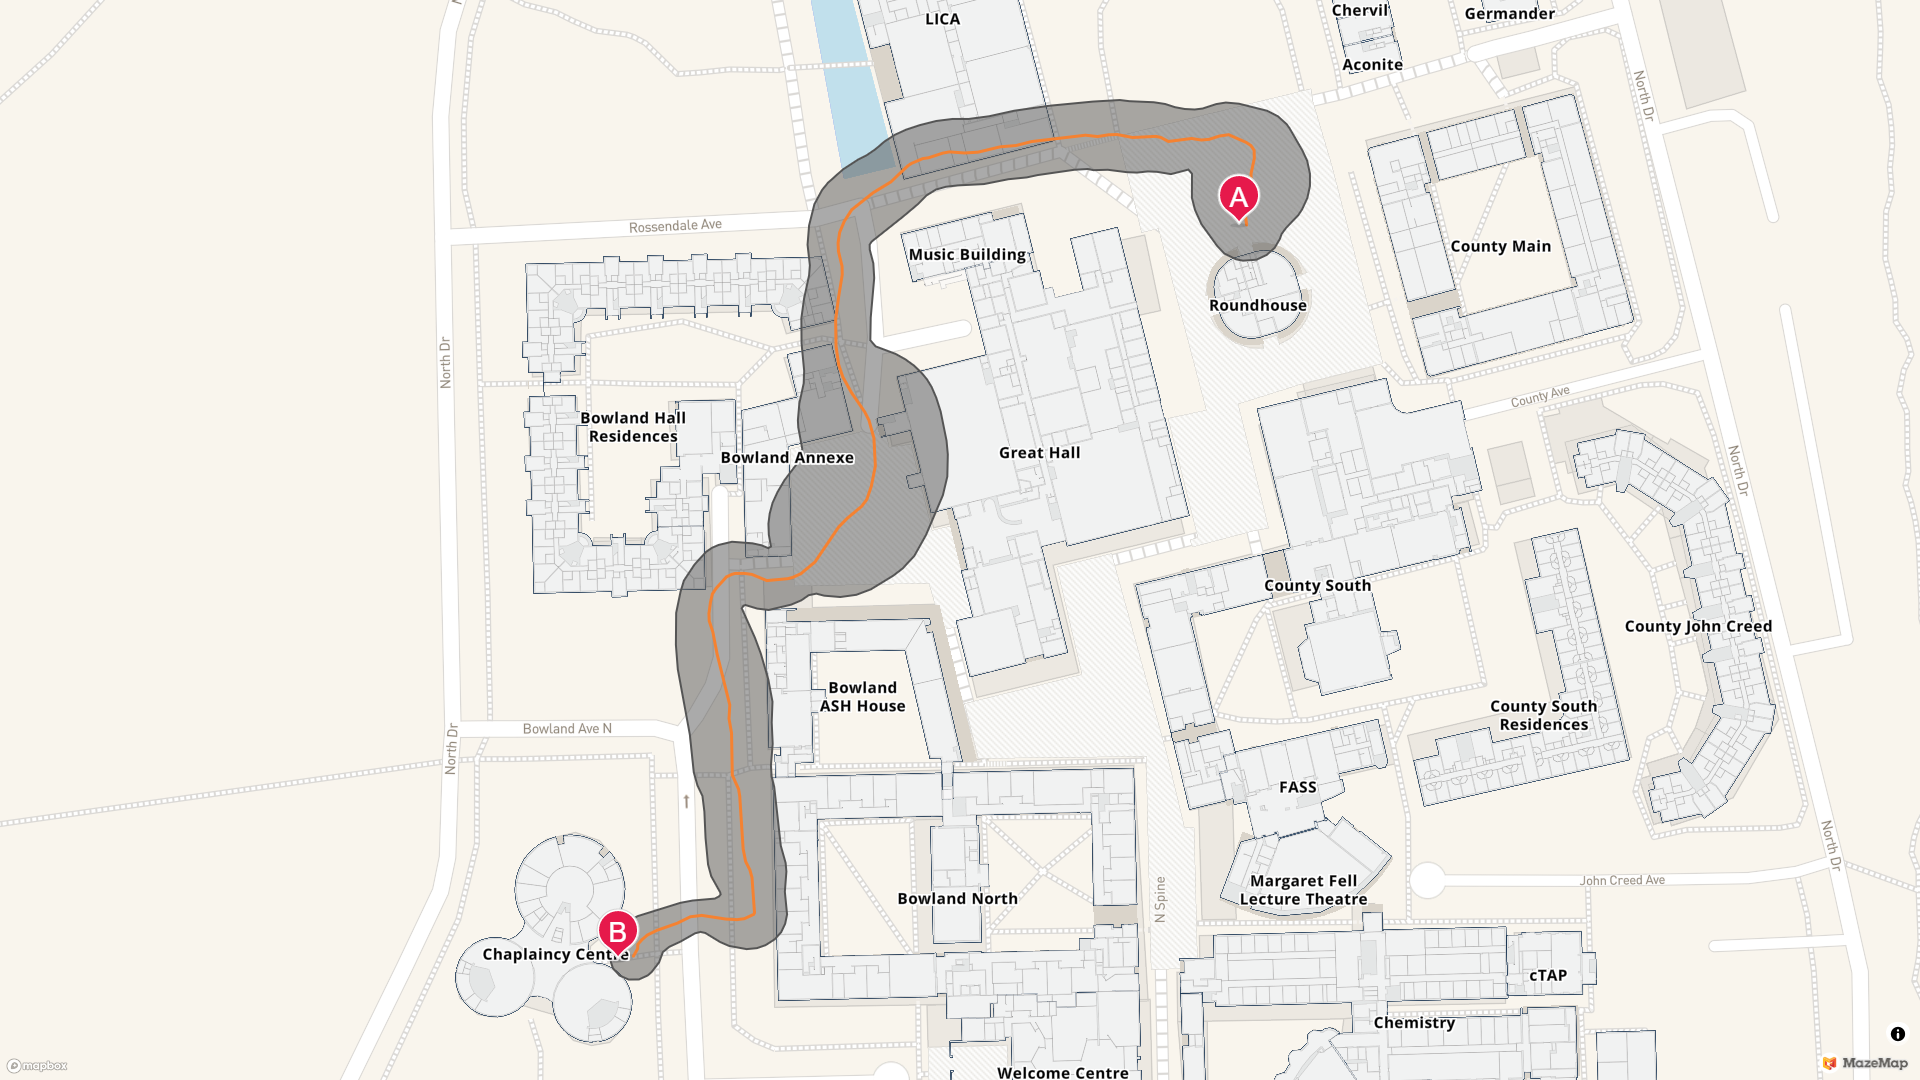 LICA
Chervil
Germander
Aconite
North Dr
Rossendale Ave
Music Building
A
County Main
Roundhouse
North Dr
County Ave
Bowland Hall
Residences
Bowland Annexe
Great Hall
North Dr
County South
County John Creed
Bowland
ASH House
County South
Residences
Bowland Ave N
North Dr
FASS
North Dr
Margaret Fell
Lecture Theatre
John Creed Ave
Bowland North
N Spine
B
Chaplaincy Centre
cTAP
Chemistry
Welcome Centre
mapbox
i
MazeMap